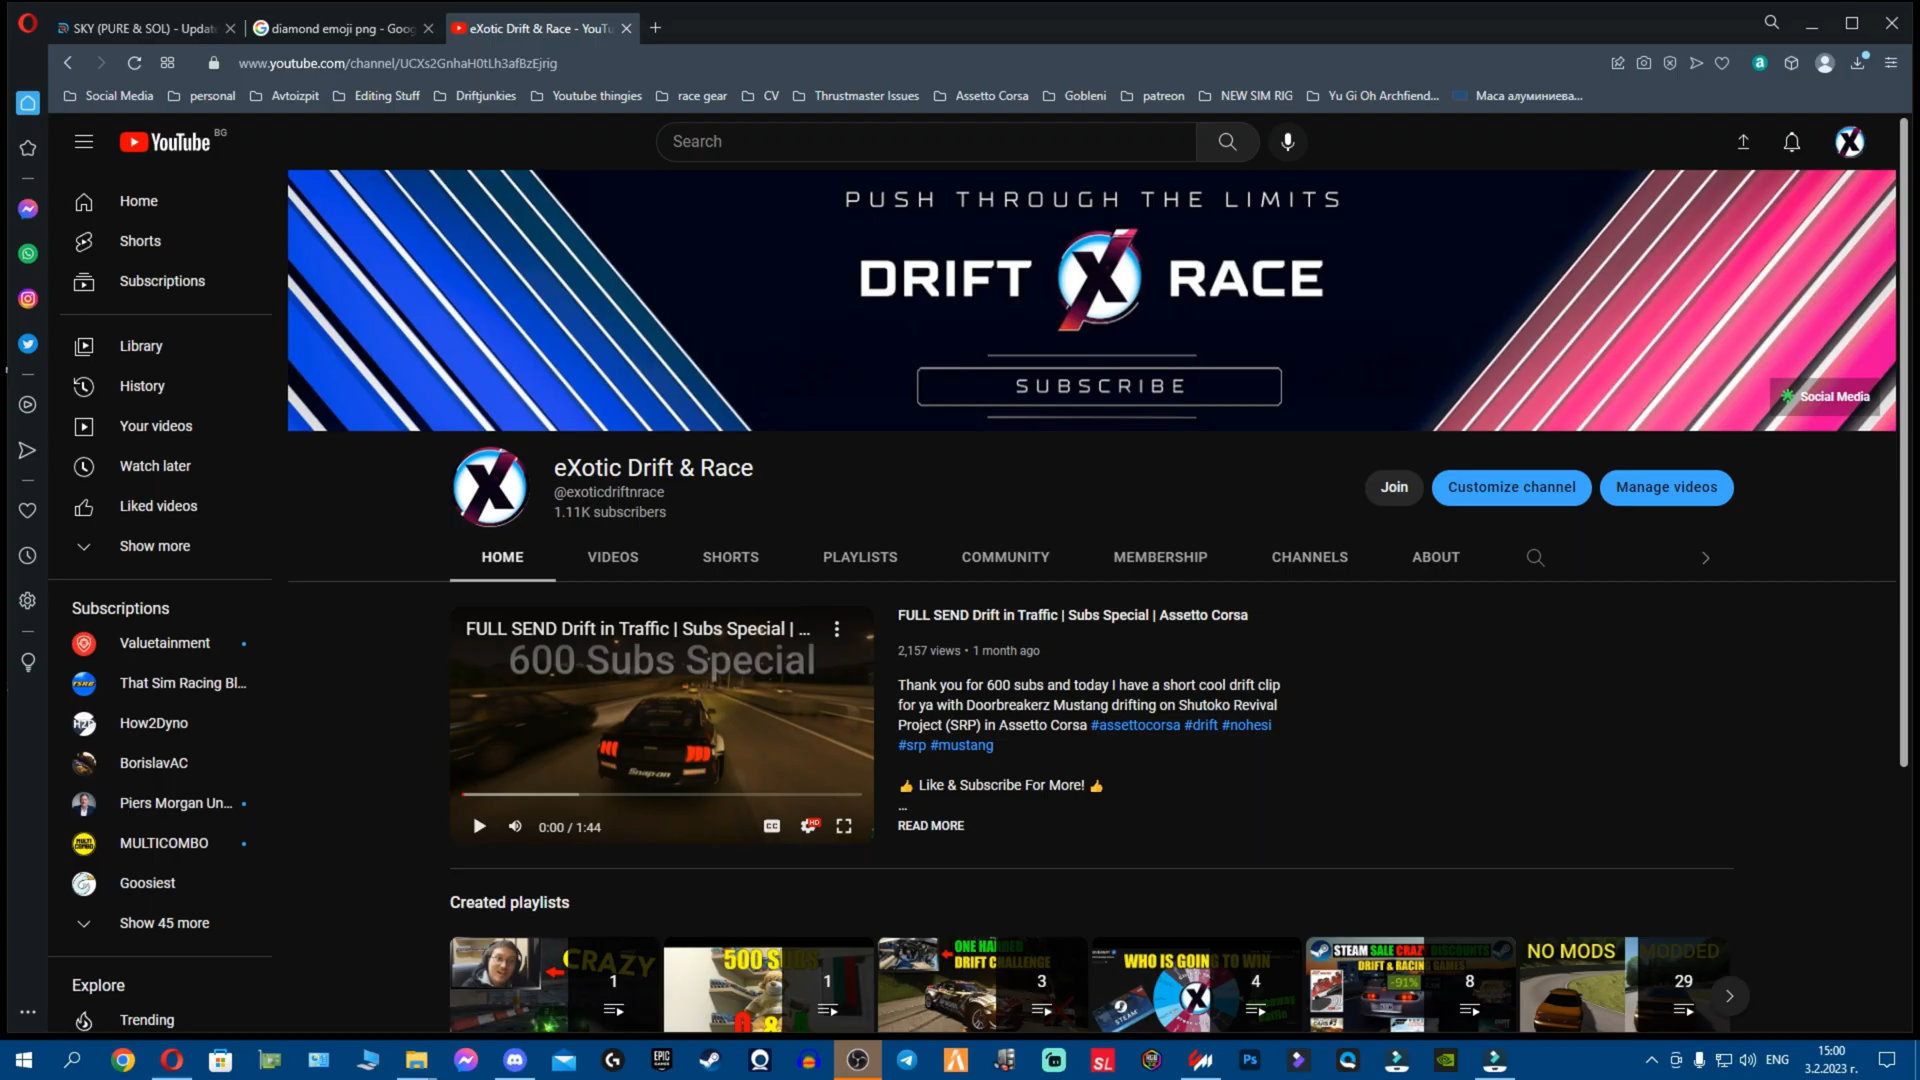 SKY (PURE & SOL) - Updat
diamond emoji png - Goog
eXotic Drift & Race - YouTu
www.youtube.com/channel/UCXs2GnhaH0tLh3afBzEjrig
Social Media
personal
Avtoizpit
Editing Stuff
Driftjunkies
Youtube thingies
race gear
CV
Thrustmaster Issues
Assetto Corsa
Gobleni
patreon
NEW SIM RIG
Yu Gi Oh Archfiend...
Маса алуминиева...
YouTube BG
Search
Home
Shorts
Subscriptions
Library
History
Your videos
Watch later
Liked videos
Show more
Subscriptions
Valuetainment
That Sim Racing Bl...
How2Dyno
BorislavAC
Piers Morgan Un...
MULTICOMBO
Goosiest
Show 45 more
Explore
Trending
PUSH THROUGH THE LIMITS
DRIFT X RACE
SUBSCRIBE
Social Media
eXotic Drift & Race
@exoticdriftnrace
1.11K subscribers
Join
Customize channel
Manage videos
HOME
VIDEOS
SHORTS
PLAYLISTS
COMMUNITY
MEMBERSHIP
CHANNELS
ABOUT
FULL SEND Drift in Traffic | Subs Special | ...
600 Subs Special
Snap-on
0:00 / 1:44
CC
HD
FULL SEND Drift in Traffic | Subs Special | Assetto Corsa
2,157 views • 1 month ago
Thank you for 600 subs and today I have a short cool drift clip
for ya with Doorbreakerz Mustang drifting on Shutoko Revival
Project (SRP) in Assetto Corsa #assettocorsa #drift #nohesi
#srp #mustang
👍 Like & Subscribe For More! 👍
...
READ MORE
Created playlists
CRAZY
1
500 SUBS
Q & A
1
ONE HANDED
DRIFT CHALLENGE
3
WHO IS GOING TO WIN
STEAM
4
STEAM SALE CRAZY DISCOUNTS
DRIFT & RACING GAMES
-91%
8
NO MODS
MODDED
29
ENG
15:00
3.2.2023 г.